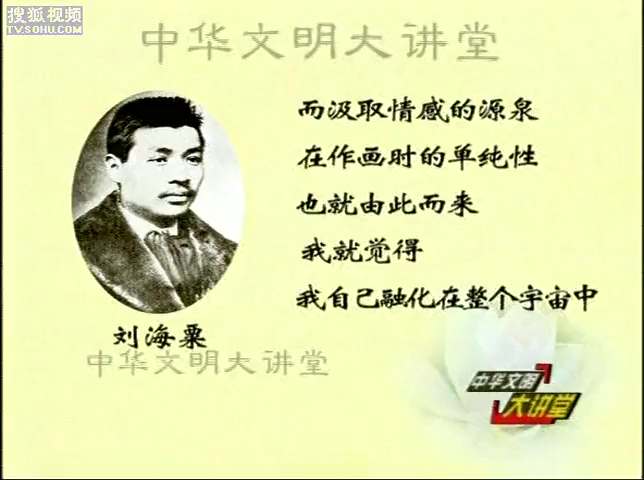 搜狐视频
TV.SOHU.COM
中华文明大讲堂
而汲取情感的源泉
在作画时的单纯性
也就由此而来
我就觉得
我自己融化在整个宇宙中
刘海粟
中华文明大讲堂
中华文明
大讲堂